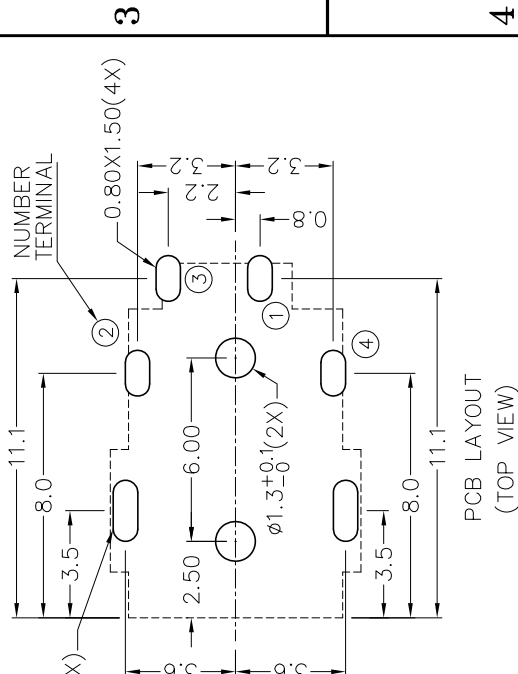 3
4
NUMBER
TERMINAL
0.80X1.50(4X)
11.1
8.0
3.5
2.50
6.00
3.2
2.2
3.2
0.8
3.6
3.6
②
③
①
④
ø1.3+0.1-0(2X)
X)
3.5
8.0
11.1
PCB LAYOUT
(TOP VIEW)